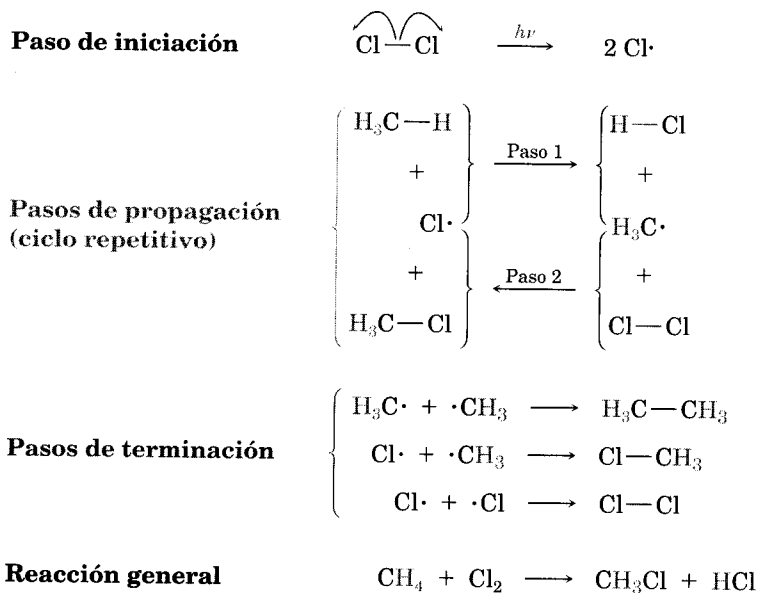 Paso de iniciación Cl—Cl hν → 2 Cl·
H₃C—H H—Cl
+ Paso 1 → +
Pasos de propagación
(ciclo repetitivo) Cl· H₃C·
+ Paso 2 ← +
H₃C—Cl Cl—Cl
H₃C· + ·CH₃ → H₃C—CH₃
Pasos de terminación Cl· + ·CH₃ → Cl—CH₃
Cl· + ·Cl → Cl—Cl
Reacción general CH₄ + Cl₂ → CH₃Cl + HCl